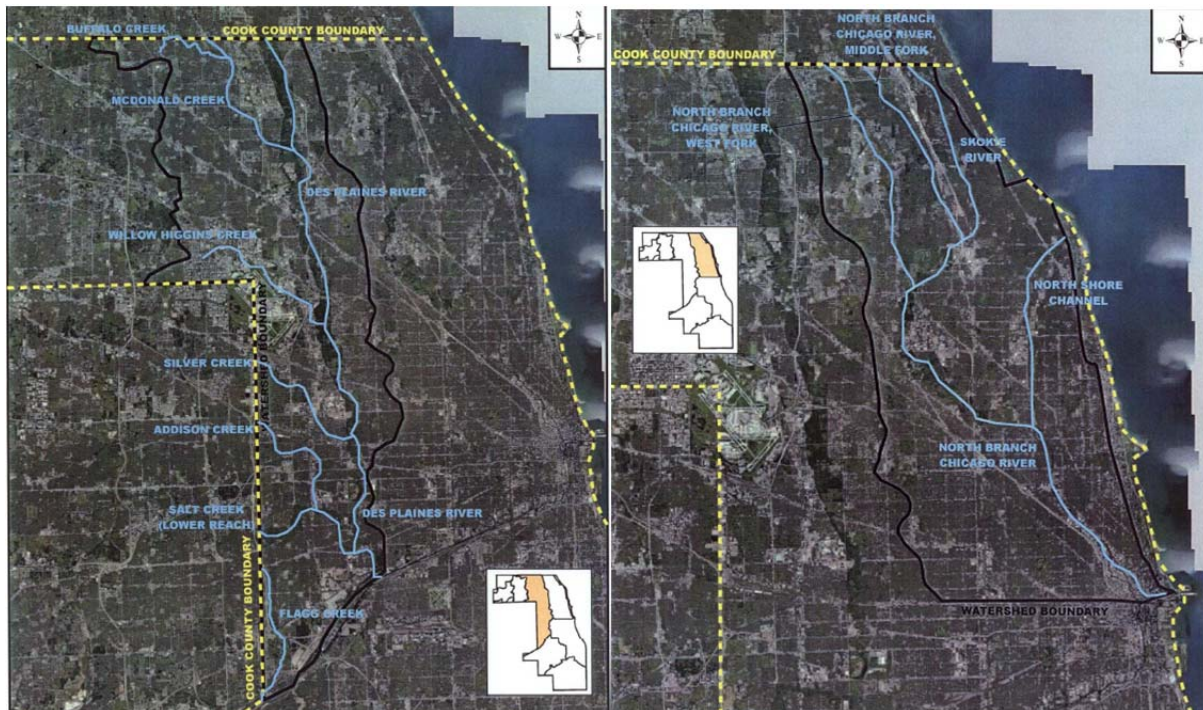 BUFFALO CREEK
COOK COUNTY BOUNDARY
N
W
E
S
MCDONALD CREEK
DES PLAINES RIVER
WILLOW HIGGINS CREEK
WATERSHED BOUNDARY
SILVER CREEK
ADDISON CREEK
SALT CREEK
(LOWER REACH)
DES PLAINES RIVER
COOK COUNTY BOUNDARY
FLAGG CREEK
NORTH BRANCH
CHICAGO RIVER,
MIDDLE FORK
COOK COUNTY BOUNDARY
N
W
E
S
NORTH BRANCH
CHICAGO RIVER,
WEST FORK
SKOKIE
RIVER
NORTH SHORE
CHANNEL
NORTH BRANCH
CHICAGO RIVER
WATERSHED BOUNDARY